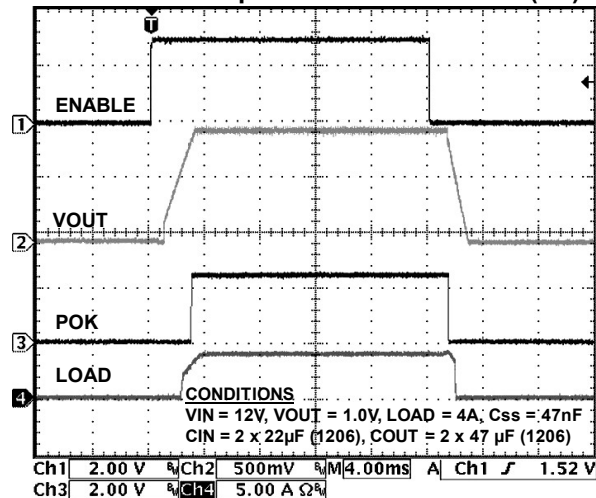 T
ENABLE
1
VOUT
2
POK
3
LOAD
4
CONDITIONS
VIN = 12V, VOUT = 1.0V, LOAD = 4A, Css = 47nF
CIN = 2 x 22µF (1206), COUT = 2 x 47 µF (1206)
Ch1 2.00 V Ch2 500mV M 4.00ms A Ch1 1.52 V
Ch3 2.00 V Ch4 5.00 A Ω